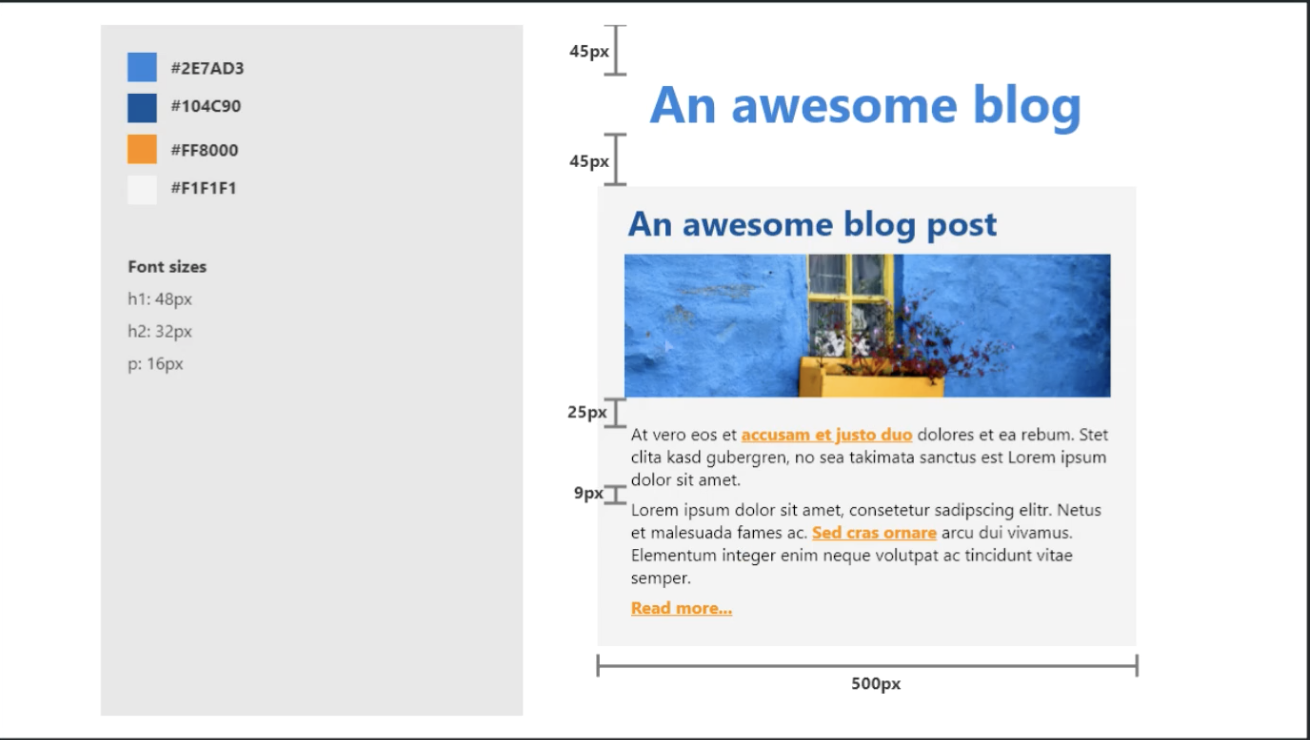 #2E7AD3
#104C90
#FF8000
#F1F1F1
Font sizes
h1: 48px
h2: 32px
p: 16px
45px
An awesome blog
45px
An awesome blog post
25px
At vero eos et accusam et justo duo dolores et ea rebum. Stet
clita kasd gubergren, no sea takimata sanctus est Lorem ipsum
dolor sit amet.
9px
Lorem ipsum dolor sit amet, consetetur sadipscing elitr. Netus
et malesuada fames ac. Sed cras ornare arcu dui vivamus.
Elementum integer enim neque volutpat ac tincidunt vitae
semper.
Read more...
500px